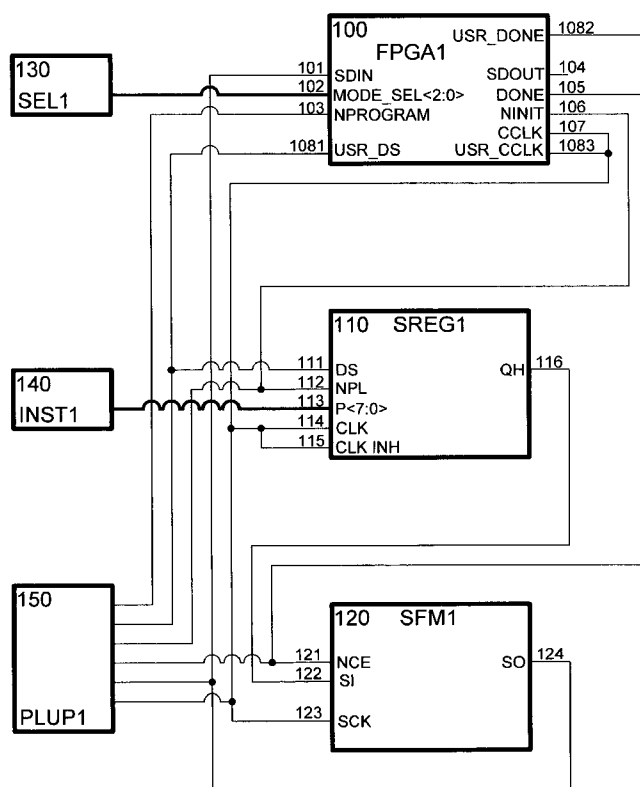 100
FPGA1
USR_DONE 1082
130
SEL1
101 SDIN
SDOUT 104
102 MODE_SEL<2:0>
DONE 105
103 NPROGRAM
NINIT 106
CCLK 107
1081 USR_DS
USR_CCLK 1083
110 SREG1
111 DS
QH 116
112 NPL
140
INST1
113 P<7:0>
114 CLK
115 CLK INH
150
PLUP1
120 SFM1
121 NCE
SO 124
122 SI
123 SCK